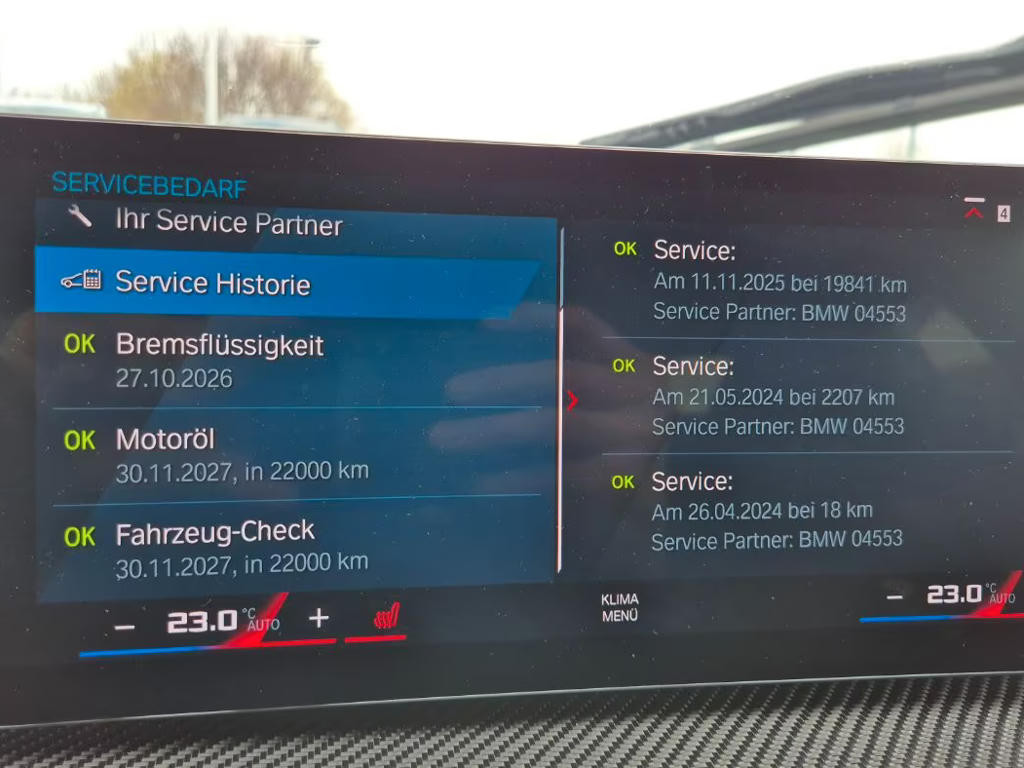 SERVICEBEDARF
Ihr Service Partner
Service Historie
OK Bremsflüssigkeit
27.10.2026
OK Motoröl
30.11.2027, in 22000 km
OK Fahrzeug-Check
30.11.2027, in 22000 km
4
OK Service:
Am 11.11.2025 bei 19841 km
Service Partner: BMW 04553
OK Service:
Am 21.05.2024 bei 2207 km
Service Partner: BMW 04553
OK Service:
Am 26.04.2024 bei 18 km
Service Partner: BMW 04553
− 23.0 °C AUTO +
KLIMA
MENÜ
− 23.0 °C AUTO